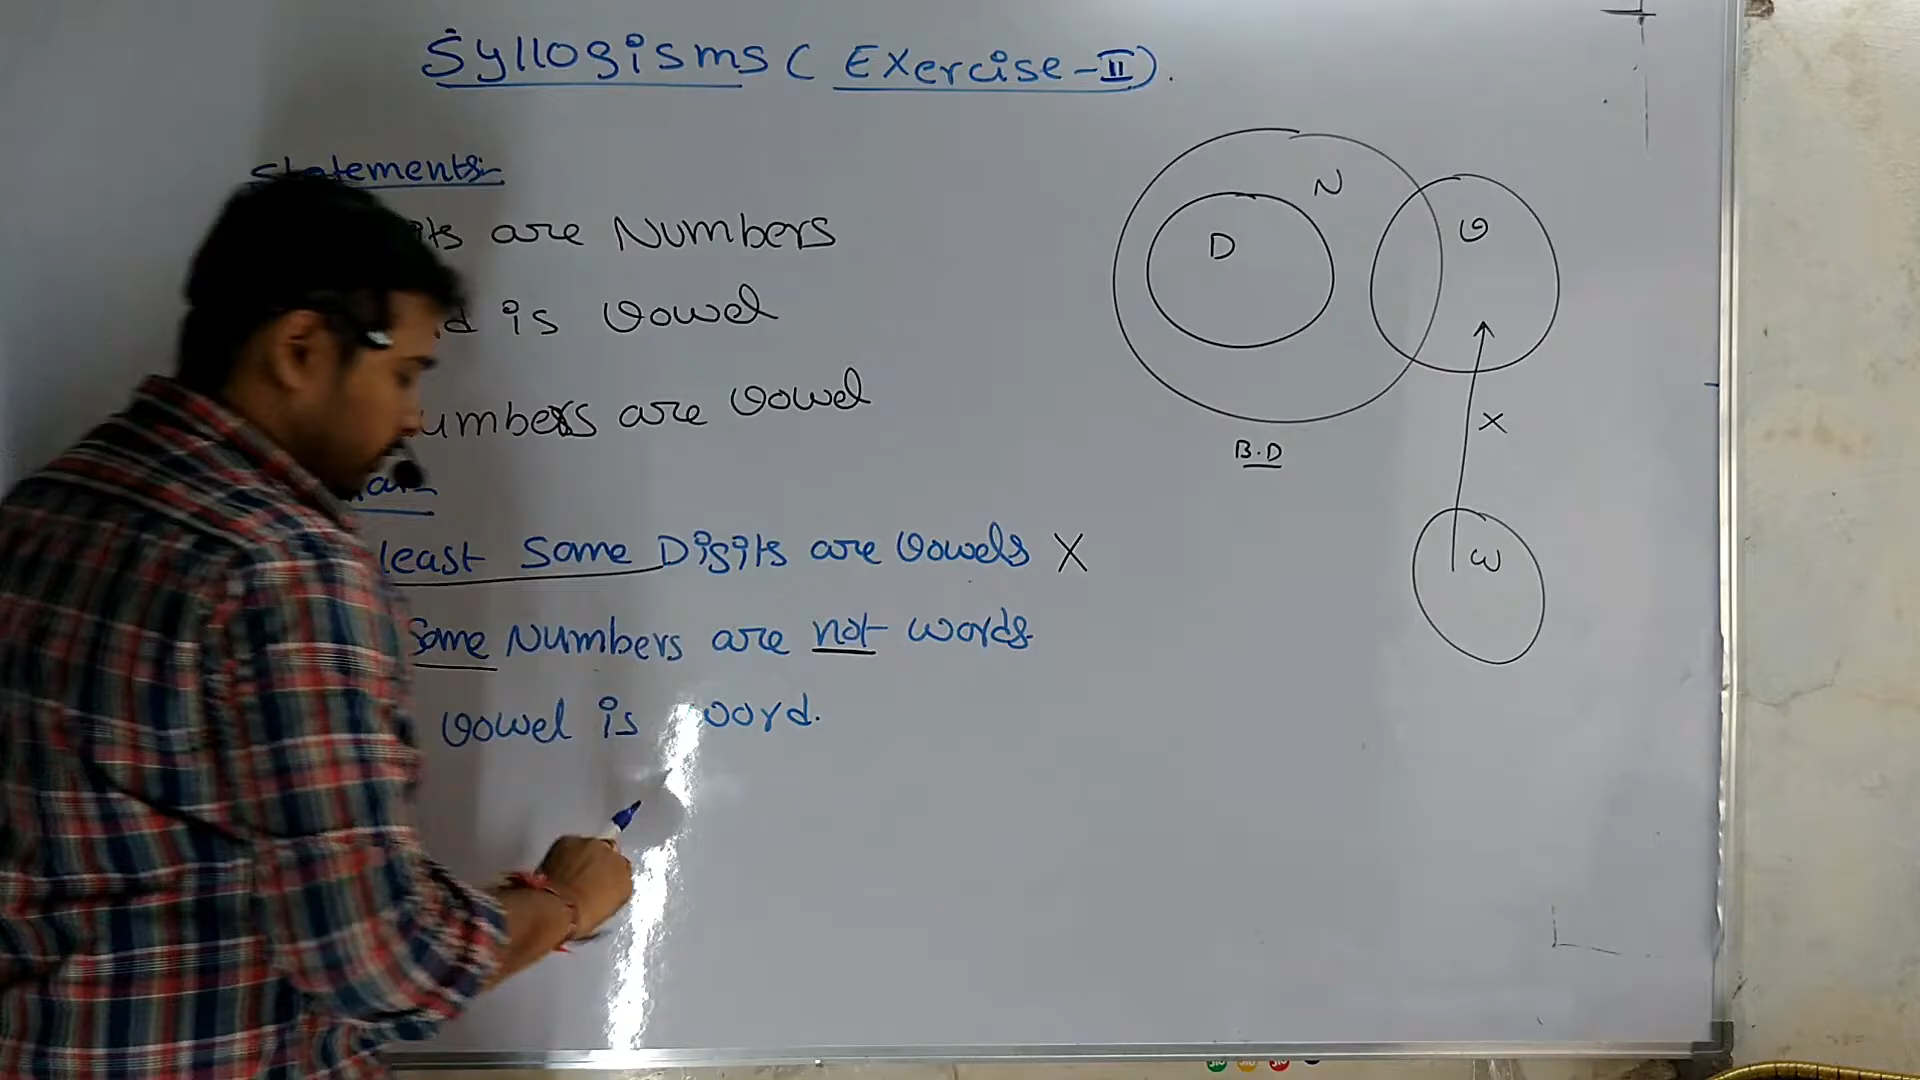 Syllogisms (Exercise-II).
Statements:-
are Numbers
is Vowel
umbers are Vowel
least Some Digits are Vowels X
Some Numbers are not words
Vowel is word.
N
D
V
B.D
X
W